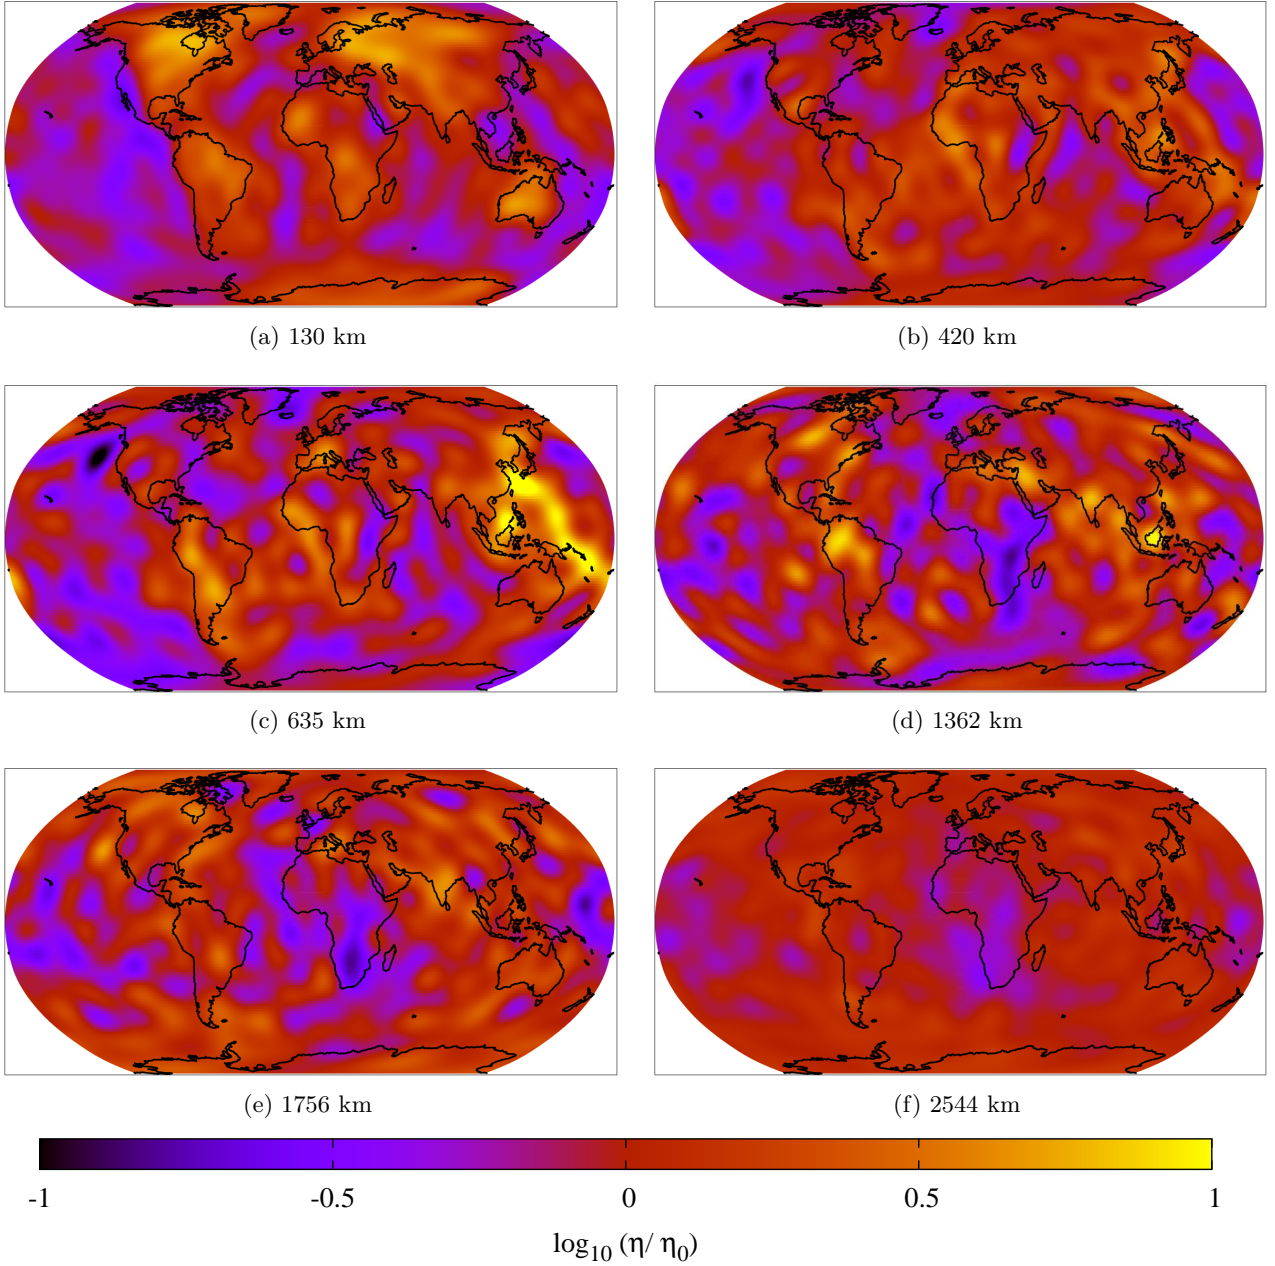 (a) 130 km
(b) 420 km
(c) 635 km
(d) 1362 km
(e) 1756 km
(f) 2544 km
-1 -0.5 0 0.5 1
log₁₀ (η/ η₀)